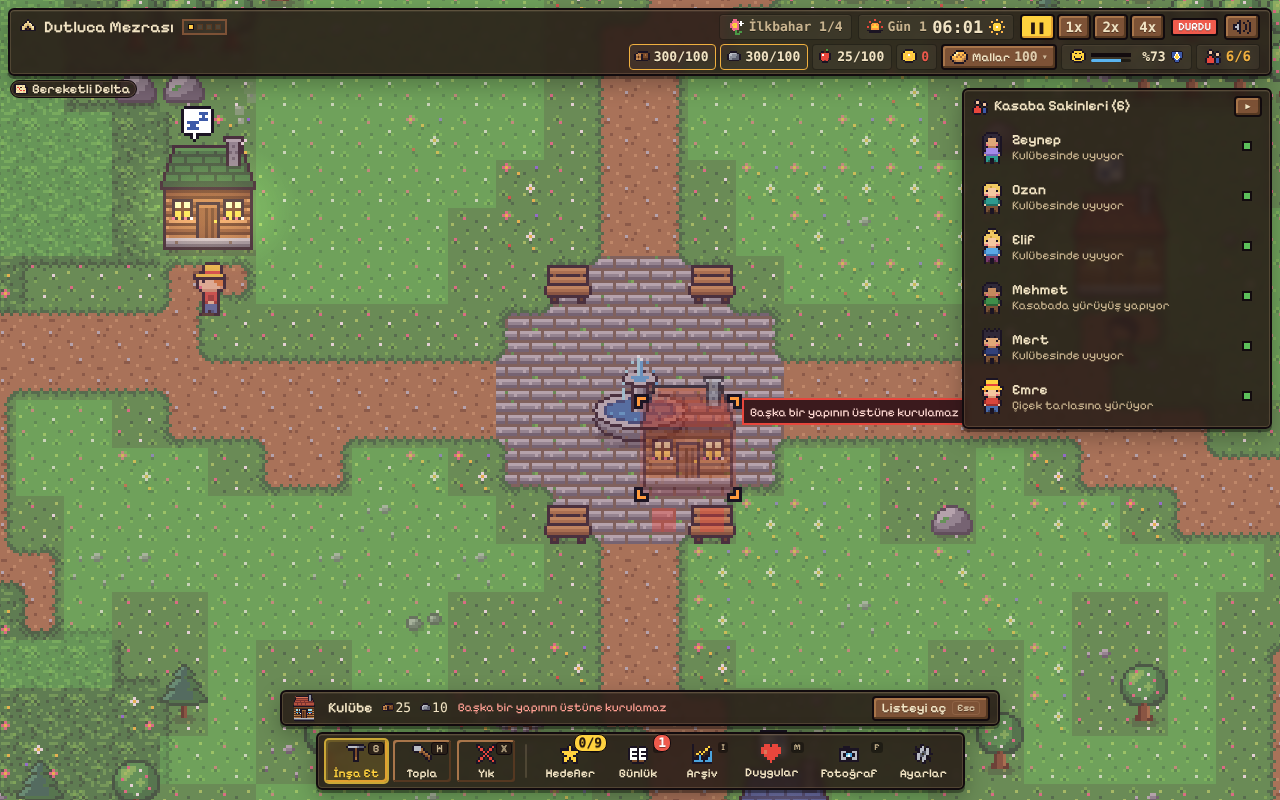 Dutluca Mezrası
İlkbahar 1/4
Gün 1 06:01
1x
2x
4x
DURDU
300/100
300/100
25/100
0
Mallar 100
%73
6/6
Bereketli Delta
Kasaba Sakinleri (6)
Zeynep
Kulübesinde uyuyor
Ozan
Kulübesinde uyuyor
Elif
Kulübesinde uyuyor
Mehmet
Kasabada yürüyüş yapıyor
Mert
Kulübesinde uyuyor
Emre
Çiçek tarlasına yürüyor
Başka bir yapının üstüne kurulamaz
Kulübe 25 10 Başka bir yapının üstüne kurulamaz
Listeyi aç Esc
İnşa Et
Topla H
Yık X
Hedefler 0/9
Günlük 1
Arşiv I
Duygular M
Fotoğraf F
Ayarlar